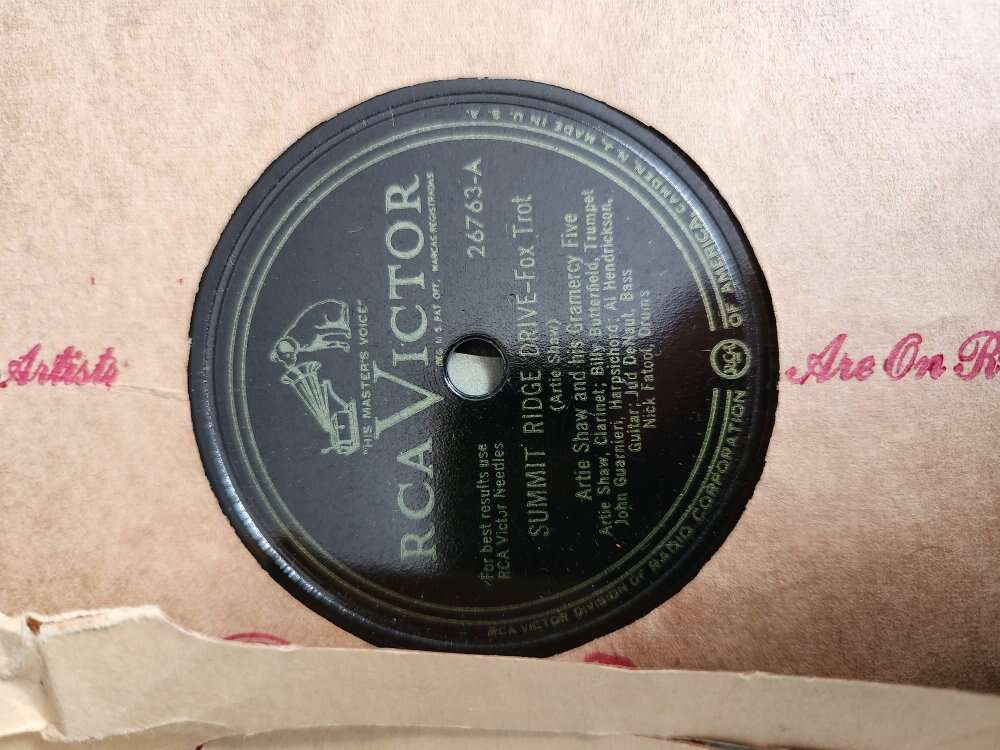 Artists
Are On R
"HIS MASTER'S VOICE"
RCA VICTOR
REG. U.S. PAT. OFF. MARCAS REGISTRADAS
For best results use
RCA Victor Needles
26763-A
SUMMIT RIDGE DRIVE-Fox Trot
(Artie Shaw)
Artie Shaw and his Gramercy Five
Artie Shaw, Clarinet; Billy Butterfield, Trumpet
John Guarnieri, Harpsichord; Al Hendrickson,
Guitar; Jud DeNaut, Bass
Nick Fatool, Drums
RCA VICTOR DIVISION OF RADIO CORPORATION RCA OF AMERICA, CAMDEN, N. J. MADE IN U. S. A.